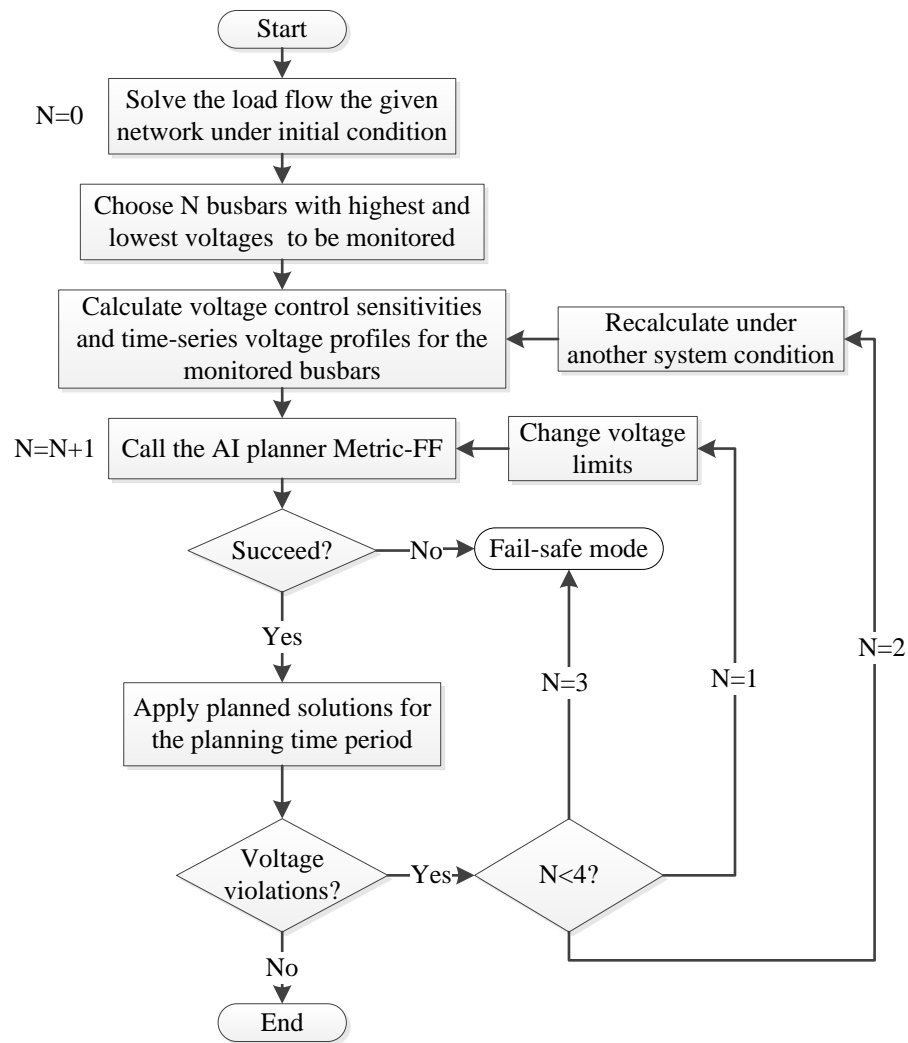 Start
N=0
Solve the load flow the given
network under initial condition
Choose N busbars with highest and
lowest voltages to be monitored
Calculate voltage control sensitivities
and time-series voltage profiles for the
monitored busbars
Recalculate under
another system condition
N=N+1
Call the AI planner Metric-FF
Change voltage
limits
Succeed?
No
Fail-safe mode
Yes
N=3
N=1
N=2
Apply planned solutions for
the planning time period
Voltage
violations?
Yes
N<4?
No
End